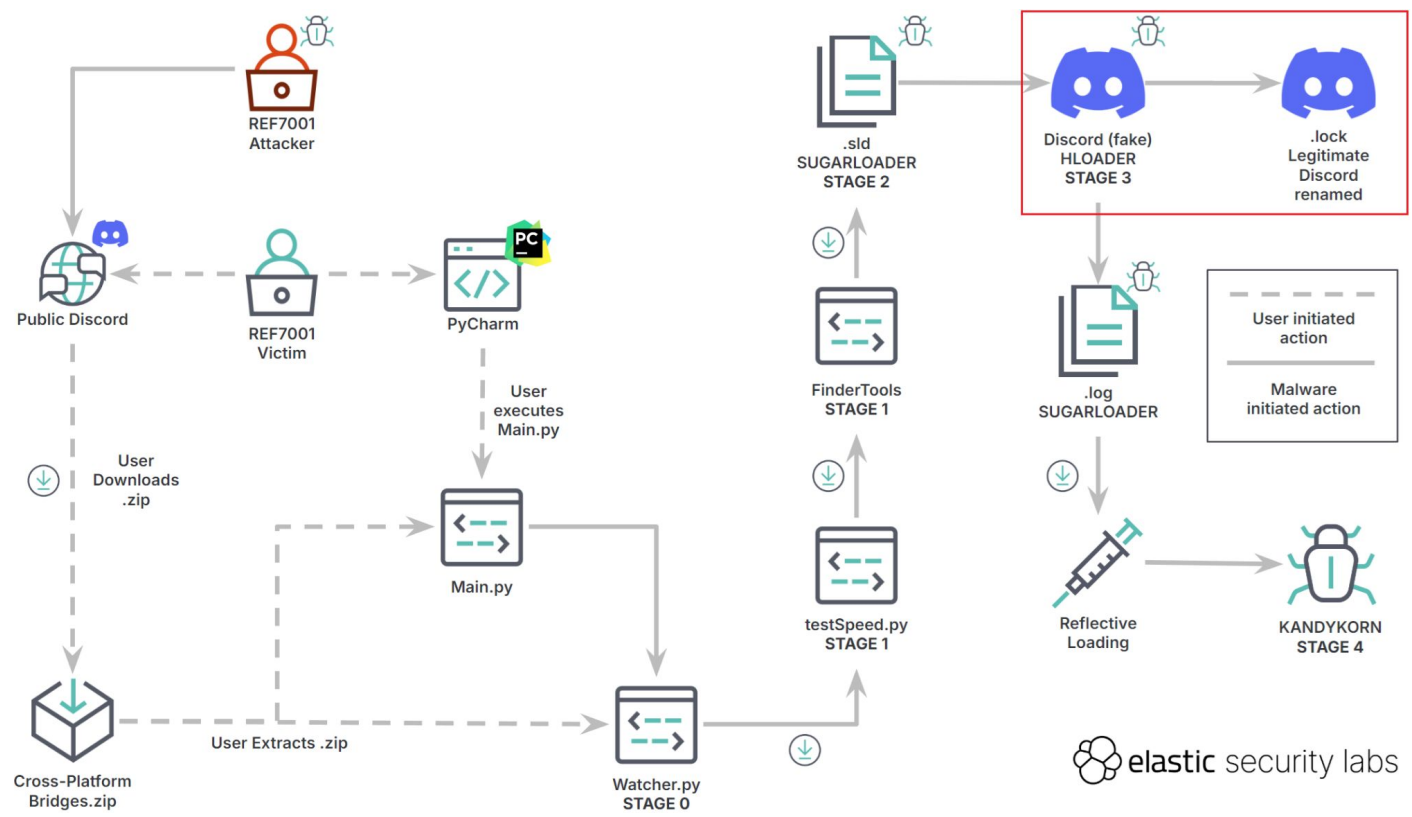 REF7001
Attacker
Public Discord
REF7001
Victim
PC
PyCharm
User
executes
Main.py
User
Downloads
.zip
Main.py
User Extracts .zip
Cross-Platform
Bridges.zip
Watcher.py
STAGE 0
testSpeed.py
STAGE 1
FinderTools
STAGE 1
.sld
SUGARLOADER
STAGE 2
Discord (fake)
HLOADER
STAGE 3
.lock
Legitimate
Discord
renamed
.log
SUGARLOADER
User initiated
action
Malware
initiated action
Reflective
Loading
KANDYKORN
STAGE 4
elastic security labs